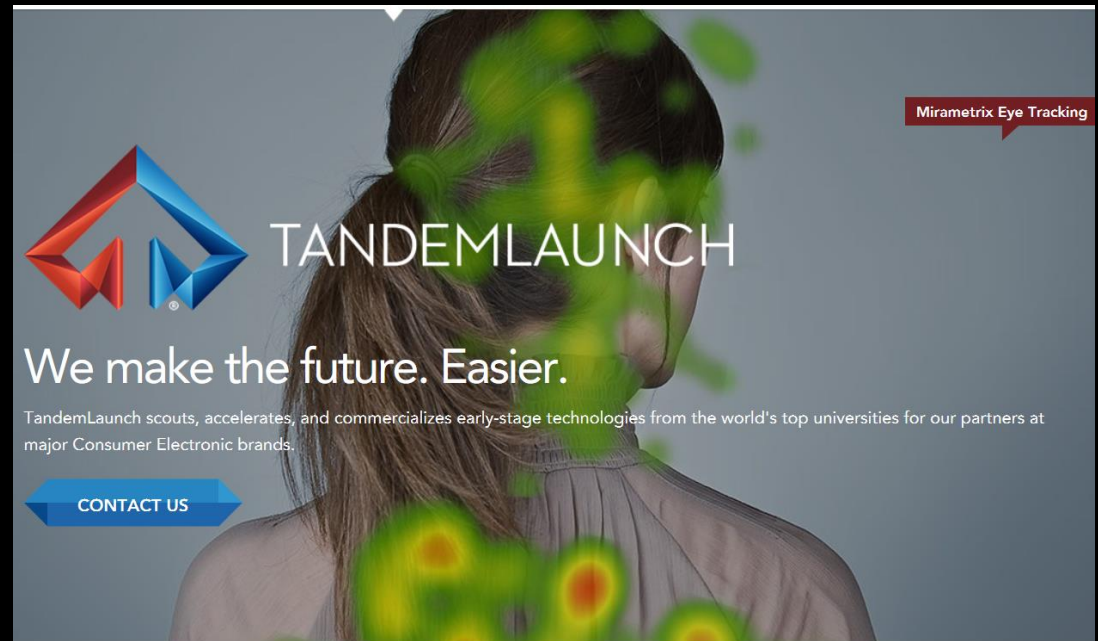 Mirametrix Eye Tracking
®
TANDEMLAUNCH
We make the future. Easier.
TandemLaunch scouts, accelerates, and commercializes early-stage technologies from the world's top universities for our partners at
major Consumer Electronic brands.
CONTACT US